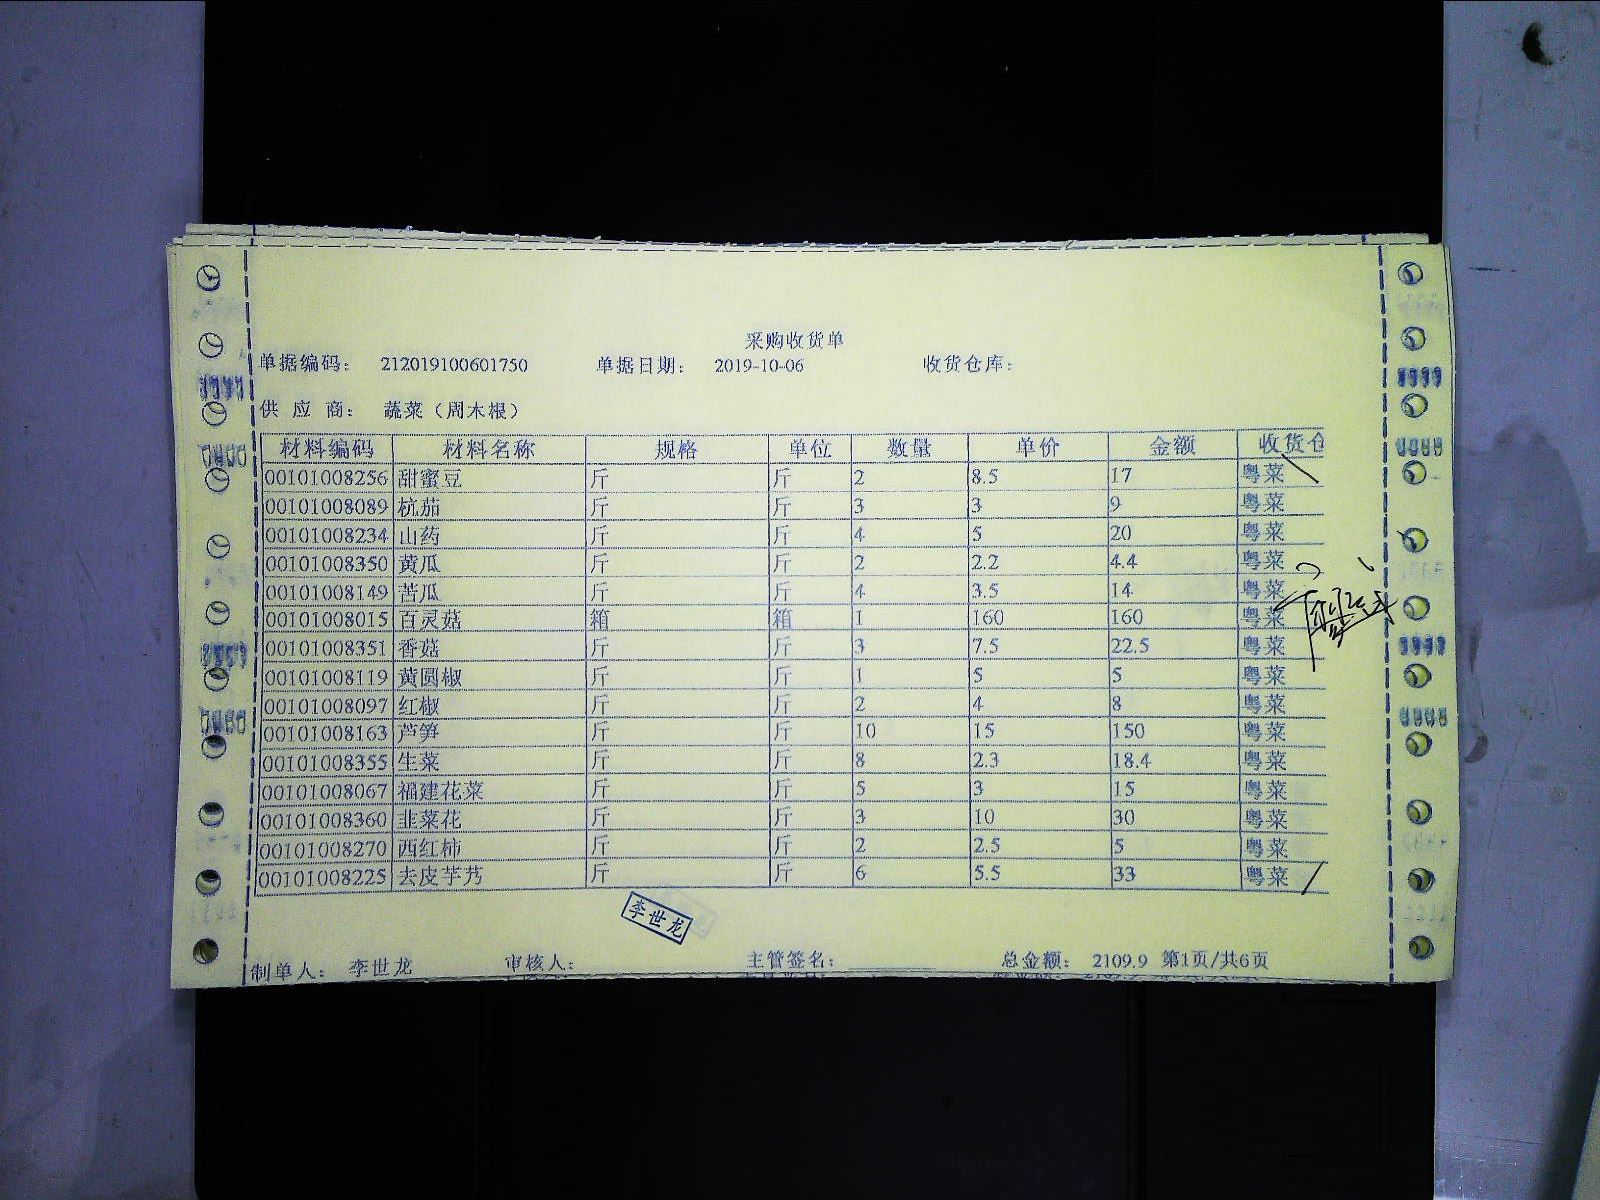 采购收货单
单据编码： 212019100601750 单据日期： 2019-10-06 收货仓库：
供 应 商： 蔬菜（周木根）
材料编码 材料名称 规格 单位 数量 单价 金额 收货仓
00101008256 甜蜜豆 斤 斤 2 8.5 17 粤菜
00101008089 杭茄 斤 斤 3 3 9 粤菜
00101008234 山药 斤 斤 4 5 20 粤菜
00101008350 黄瓜 斤 斤 2 2.2 4.4 粤菜
00101008149 苦瓜 斤 斤 4 3.5 14 粤菜
00101008015 百灵菇 箱 箱 1 160 160 粤菜
00101008351 香菇 斤 斤 3 7.5 22.5 粤菜
00101008119 黄圆椒 斤 斤 1 5 5 粤菜
00101008097 红椒 斤 斤 2 4 8 粤菜
00101008163 芦笋 斤 斤 10 15 150 粤菜
00101008355 生菜 斤 斤 8 2.3 18.4 粤菜
00101008067 福建花菜 斤 斤 5 3 15 粤菜
00101008360 韭菜花 斤 斤 3 10 30 粤菜
00101008270 西红柿 斤 斤 2 2.5 5 粤菜
00101008225 去皮芋艿 斤 斤 6 5.5 33 粤菜
李世龙
制单人： 李世龙 审核人： 主管签名： 总金额： 2109.9 第1页/共6页